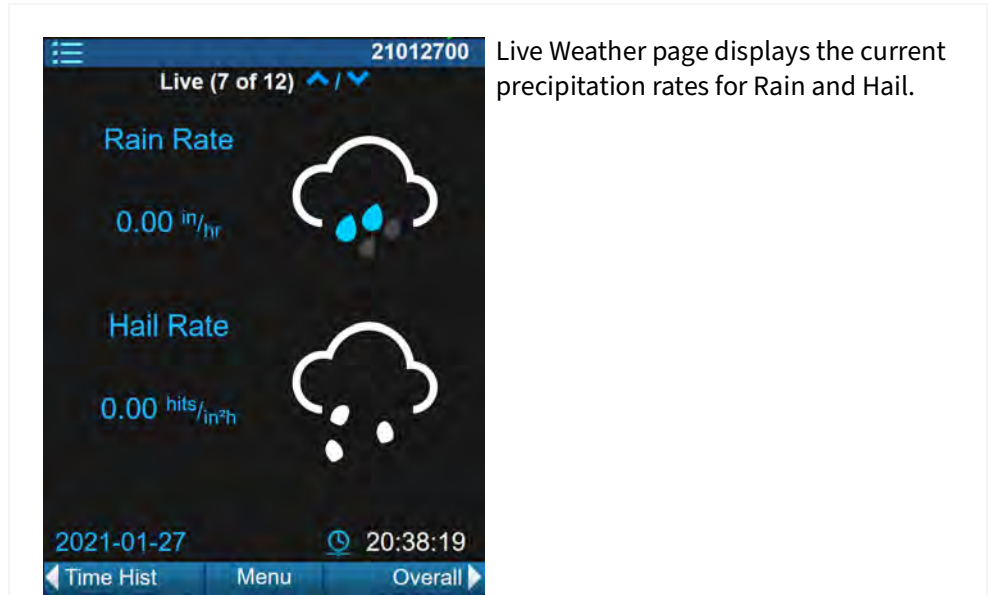 21012700
Live (7 of 12) /
Rain Rate
0.00 in/hr
Hail Rate
0.00 hits/in²h
2021-01-27 20:38:19
Time Hist Menu Overall
Live Weather page displays the current
precipitation rates for Rain and Hail.